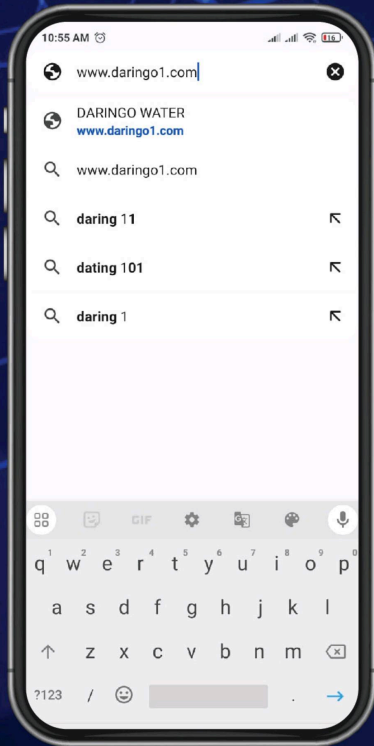 10:55 AM
16
www.daringo1.com
DARINGO WATER
www.daringo1.com
www.daringo1.com
daring 11
dating 101
daring 1
GIF
1 2 3 4 5 6 7 8 9 0
q w e r t y u i o p
a s d f g h j k l
z x c v b n m
?123 / .